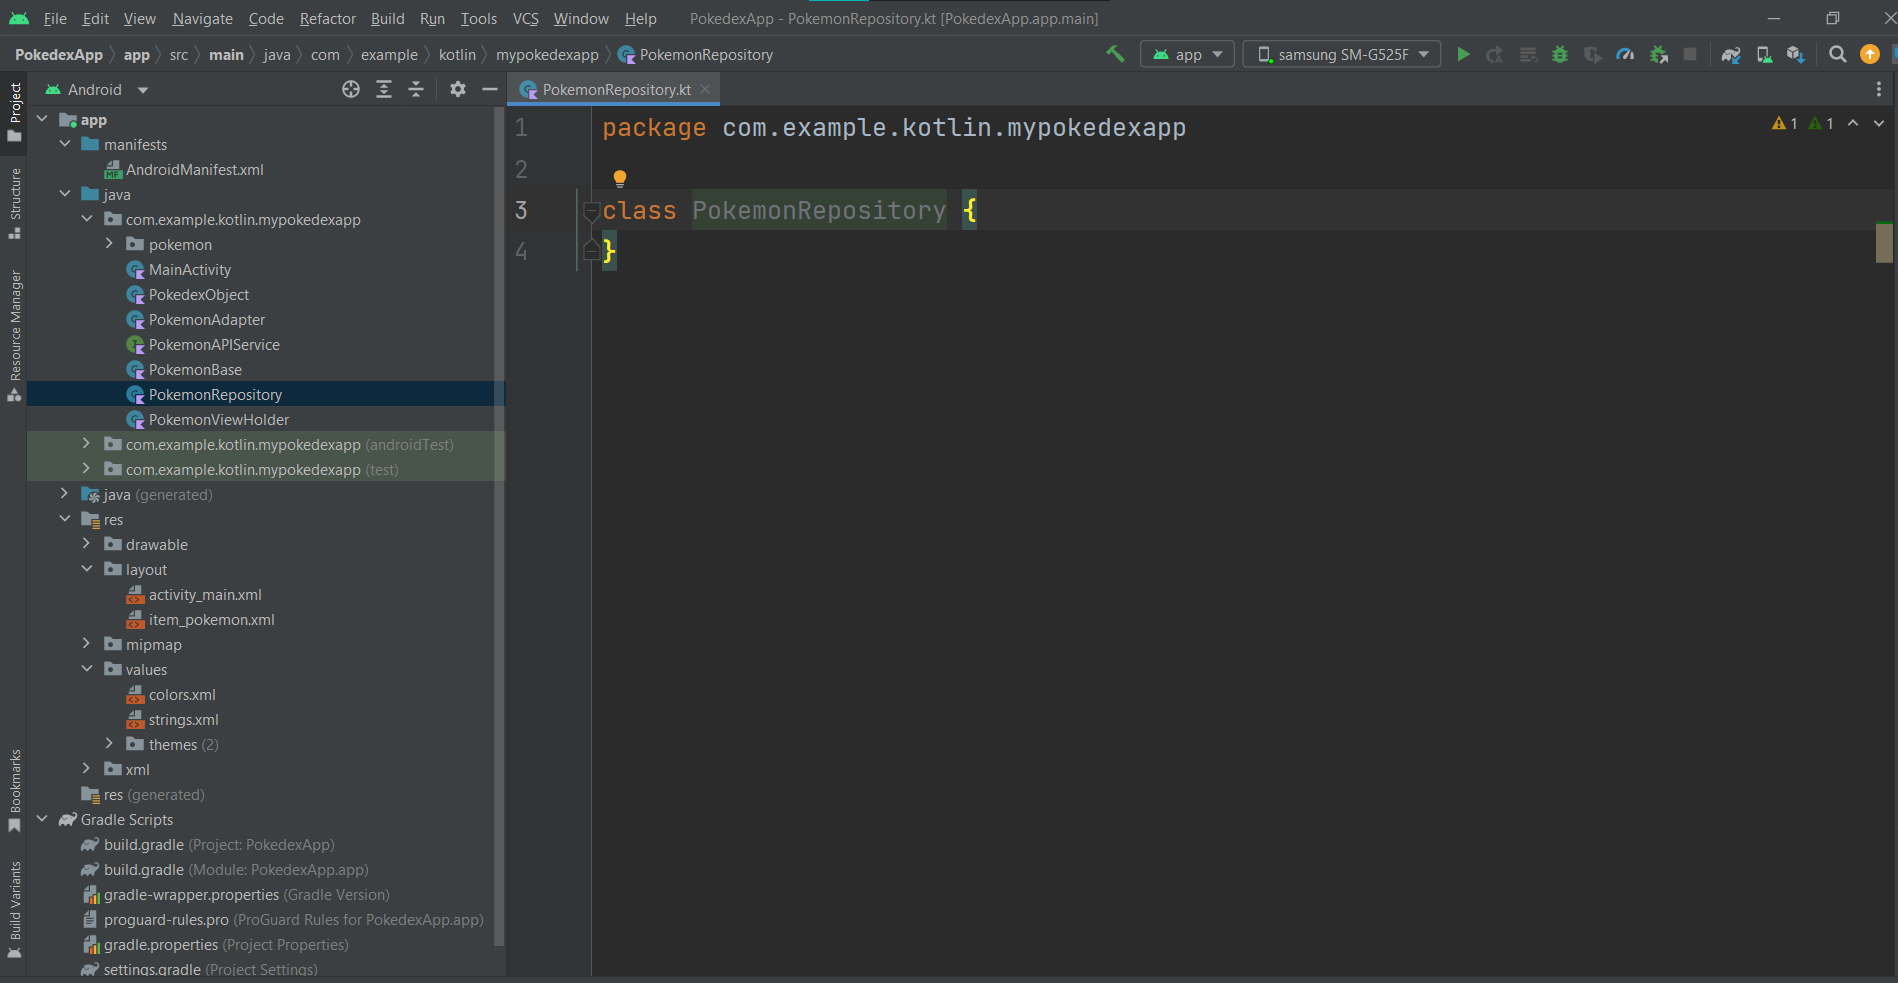 File Edit View Navigate Code Refactor Build Run Tools VCS Window Help PokedexApp - PokemonRepository.kt [PokedexApp.app.main]
PokedexApp app src main java com example kotlin mypokedexapp PokemonRepository app samsung SM-G525F
Project
Structure
Resource Manager
Bookmarks
Build Variants
Android
app
manifests
AndroidManifest.xml
java
com.example.kotlin.mypokedexapp
pokemon
MainActivity
PokedexObject
PokemonAdapter
PokemonAPIService
PokemonBase
PokemonRepository
PokemonViewHolder
com.example.kotlin.mypokedexapp (androidTest)
com.example.kotlin.mypokedexapp (test)
java (generated)
res
drawable
layout
activity_main.xml
item_pokemon.xml
mipmap
values
colors.xml
strings.xml
themes (2)
xml
res (generated)
Gradle Scripts
build.gradle (Project: PokedexApp)
build.gradle (Module: PokedexApp.app)
gradle-wrapper.properties (Gradle Version)
proguard-rules.pro (ProGuard Rules for PokedexApp.app)
gradle.properties (Project Properties)
settings.gradle (Project Settings)
PokemonRepository.kt
1 package com.example.kotlin.mypokedexapp
1 1
2
3 class PokemonRepository {
4 }